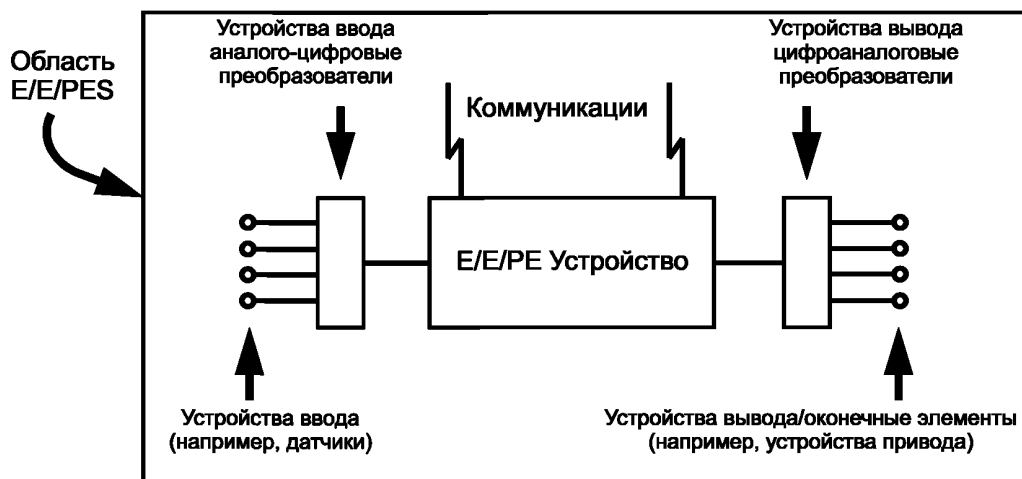 Область
E/E/PES
Устройства ввода
аналого-цифровые
преобразователи
Коммуникации
Устройства вывода
цифроаналоговые
преобразователи
E/E/PE Устройство
Устройства ввода
(например, датчики)
Устройства вывода/оконечные элементы
(например, устройства привода)